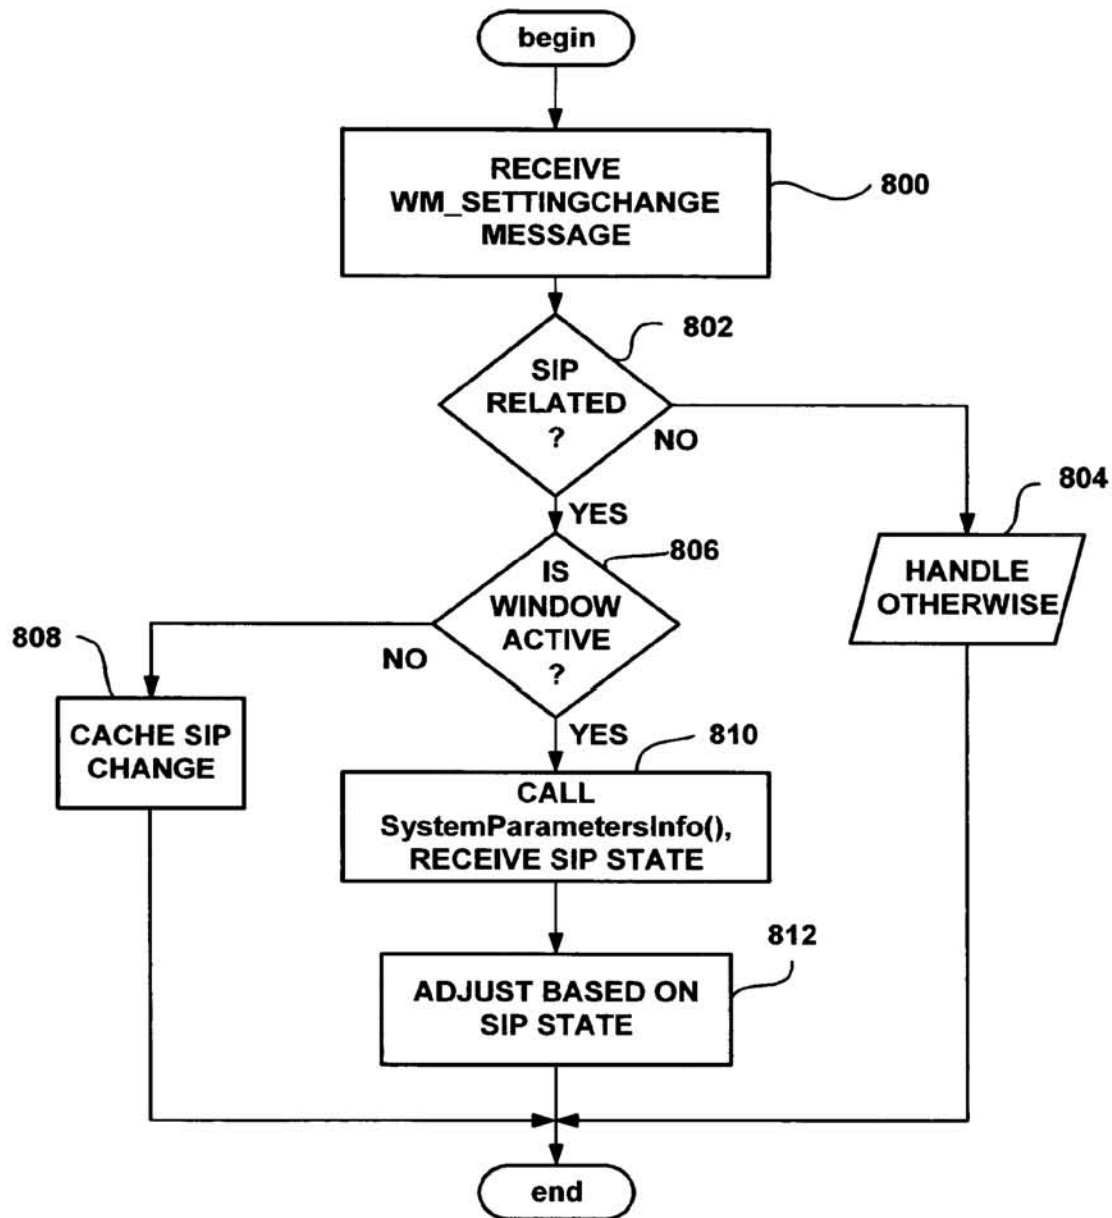 begin
RECEIVE
WM_SETTINGCHANGE
MESSAGE
800
802
SIP
RELATED
?
NO
YES
804
HANDLE
OTHERWISE
806
IS
WINDOW
ACTIVE
?
NO
808
CACHE SIP
CHANGE
YES
810
CALL
SystemParametersInfo(),
RECEIVE SIP STATE
812
ADJUST BASED ON
SIP STATE
end